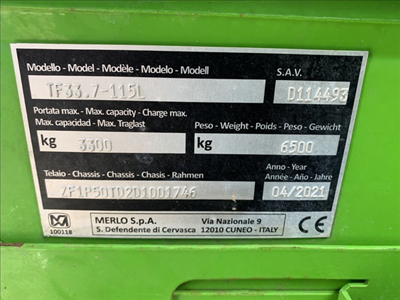 Modello - Model - Modèle - Modelo - Modell
S.A.V.
TF33.7-115L
D114493
Portata max. - Max. capacity - Charge max.
Max. capacidad - Max. Traglast
Peso - Weight - Poids - Peso - Gewicht
kg 3300
kg 6500
Telaio - Chassis - Chassis - Chasis - Rahmen
Anno - Year
Année - Año - Jahre
ZF1P50T02D1001746
04/2021
100118
MERLO S.p.A.
Via Nazionale 9
S. Defendente di Cervasca
12010 CUNEO - ITALY
CE